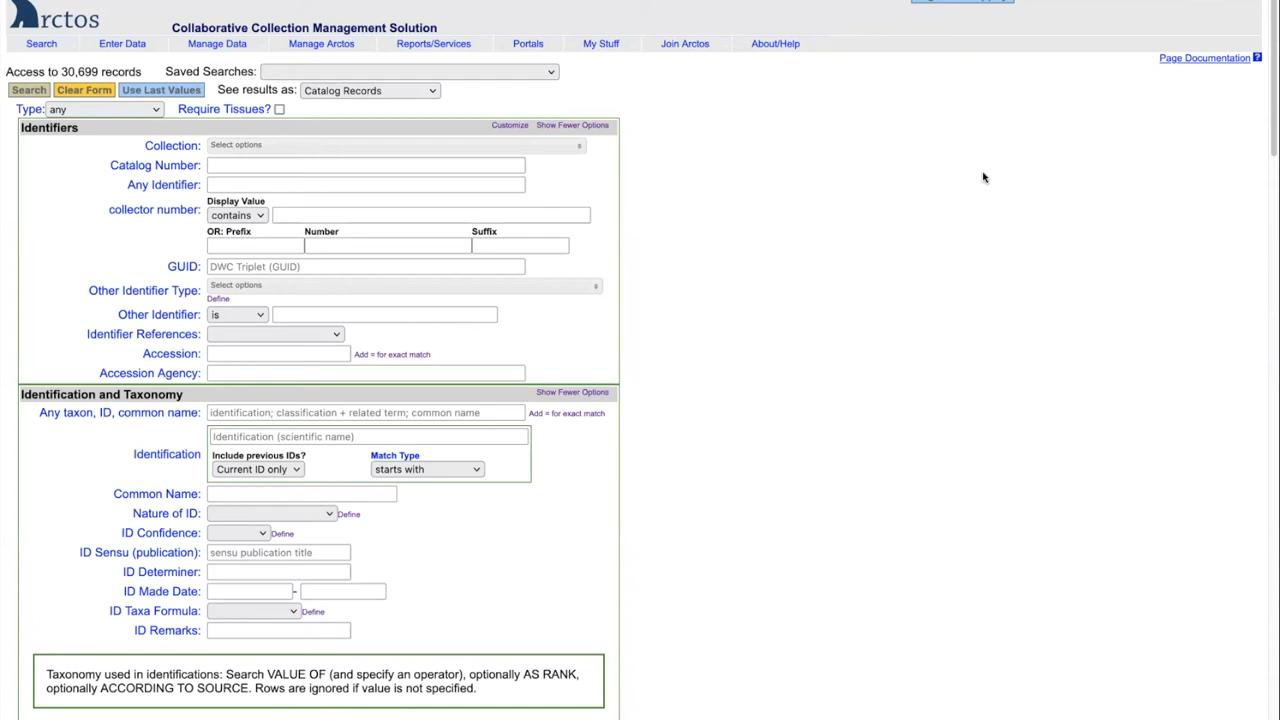 Arctos
Collaborative Collection Management Solution
Search Enter Data Manage Data Manage Arctos Reports/Services Portals My Stuff Join Arctos About/Help
Page Documentation ?
Access to 30,699 records Saved Searches:
Search Clear Form Use Last Values See results as: Catalog Records
Type: any Require Tissues?
Identifiers Customize Show Fewer Options
Collection: Select options
Catalog Number:
Any Identifier:
Display Value
collector number: contains
OR: Prefix Number Suffix
GUID: DWC Triplet (GUID)
Other Identifier Type: Select options
Define
Other Identifier: is
Identifier References:
Accession: Add = for exact match
Accession Agency:
Identification and Taxonomy Show Fewer Options
Any taxon, ID, common name: identification; classification + related term; common name Add = for exact match
Identification (scientific name)
Identification Include previous IDs? Match Type
Current ID only starts with
Common Name:
Nature of ID: Define
ID Confidence: Define
ID Sensu (publication): sensu publication title
ID Determiner:
ID Made Date: -
ID Taxa Formula: Define
ID Remarks:
Taxonomy used in identifications: Search VALUE OF (and specify an operator), optionally AS RANK,
optionally ACCORDING TO SOURCE. Rows are ignored if value is not specified.